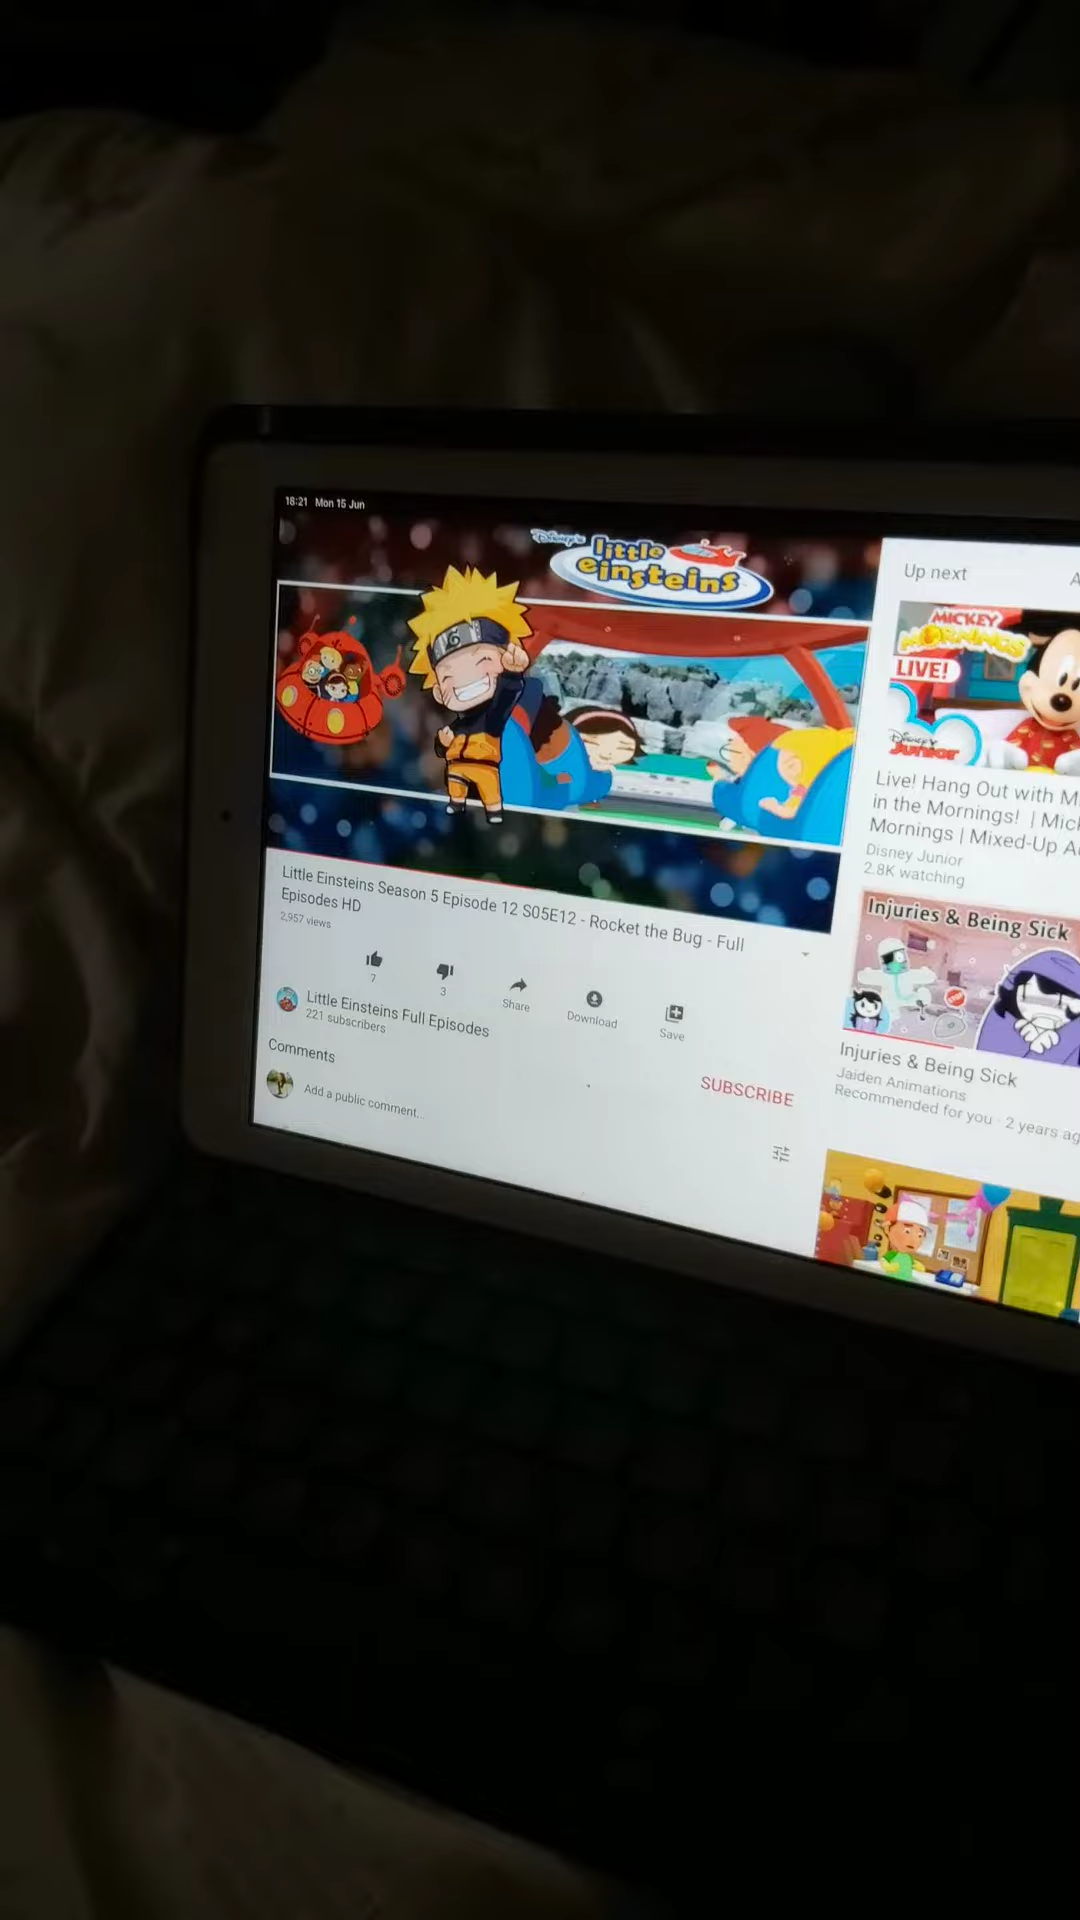 18:21 Mon 15 Jun
Disney's
little
einsteins
Little Einsteins Season 5 Episode 12 S05E12 - Rocket the Bug - Full
Episodes HD
2,957 views
7
3
Share
Download
Save
Little Einsteins Full Episodes
221 subscribers
SUBSCRIBE
Comments
Add a public comment...
Up next
A
MICKEY
MORNINGS
LIVE!
Disney
Junior
Live! Hang Out with M
in the Mornings! | Mick
Mornings | Mixed-Up A
Disney Junior
2.8K watching
Injuries & Being Sick
STOP
Injuries & Being Sick
Jaiden Animations
Recommended for you · 2 years ag